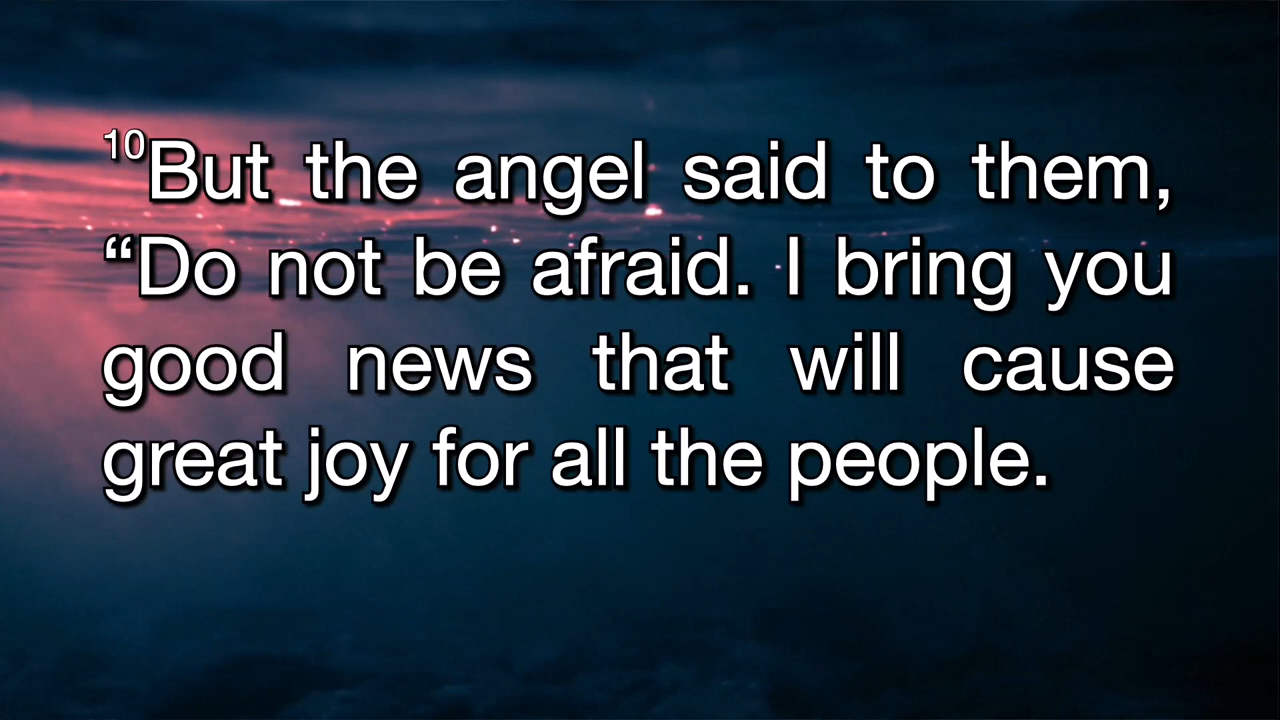 10But the angel said to them,
“Do not be afraid. I bring you
good news that will cause
great joy for all the people.